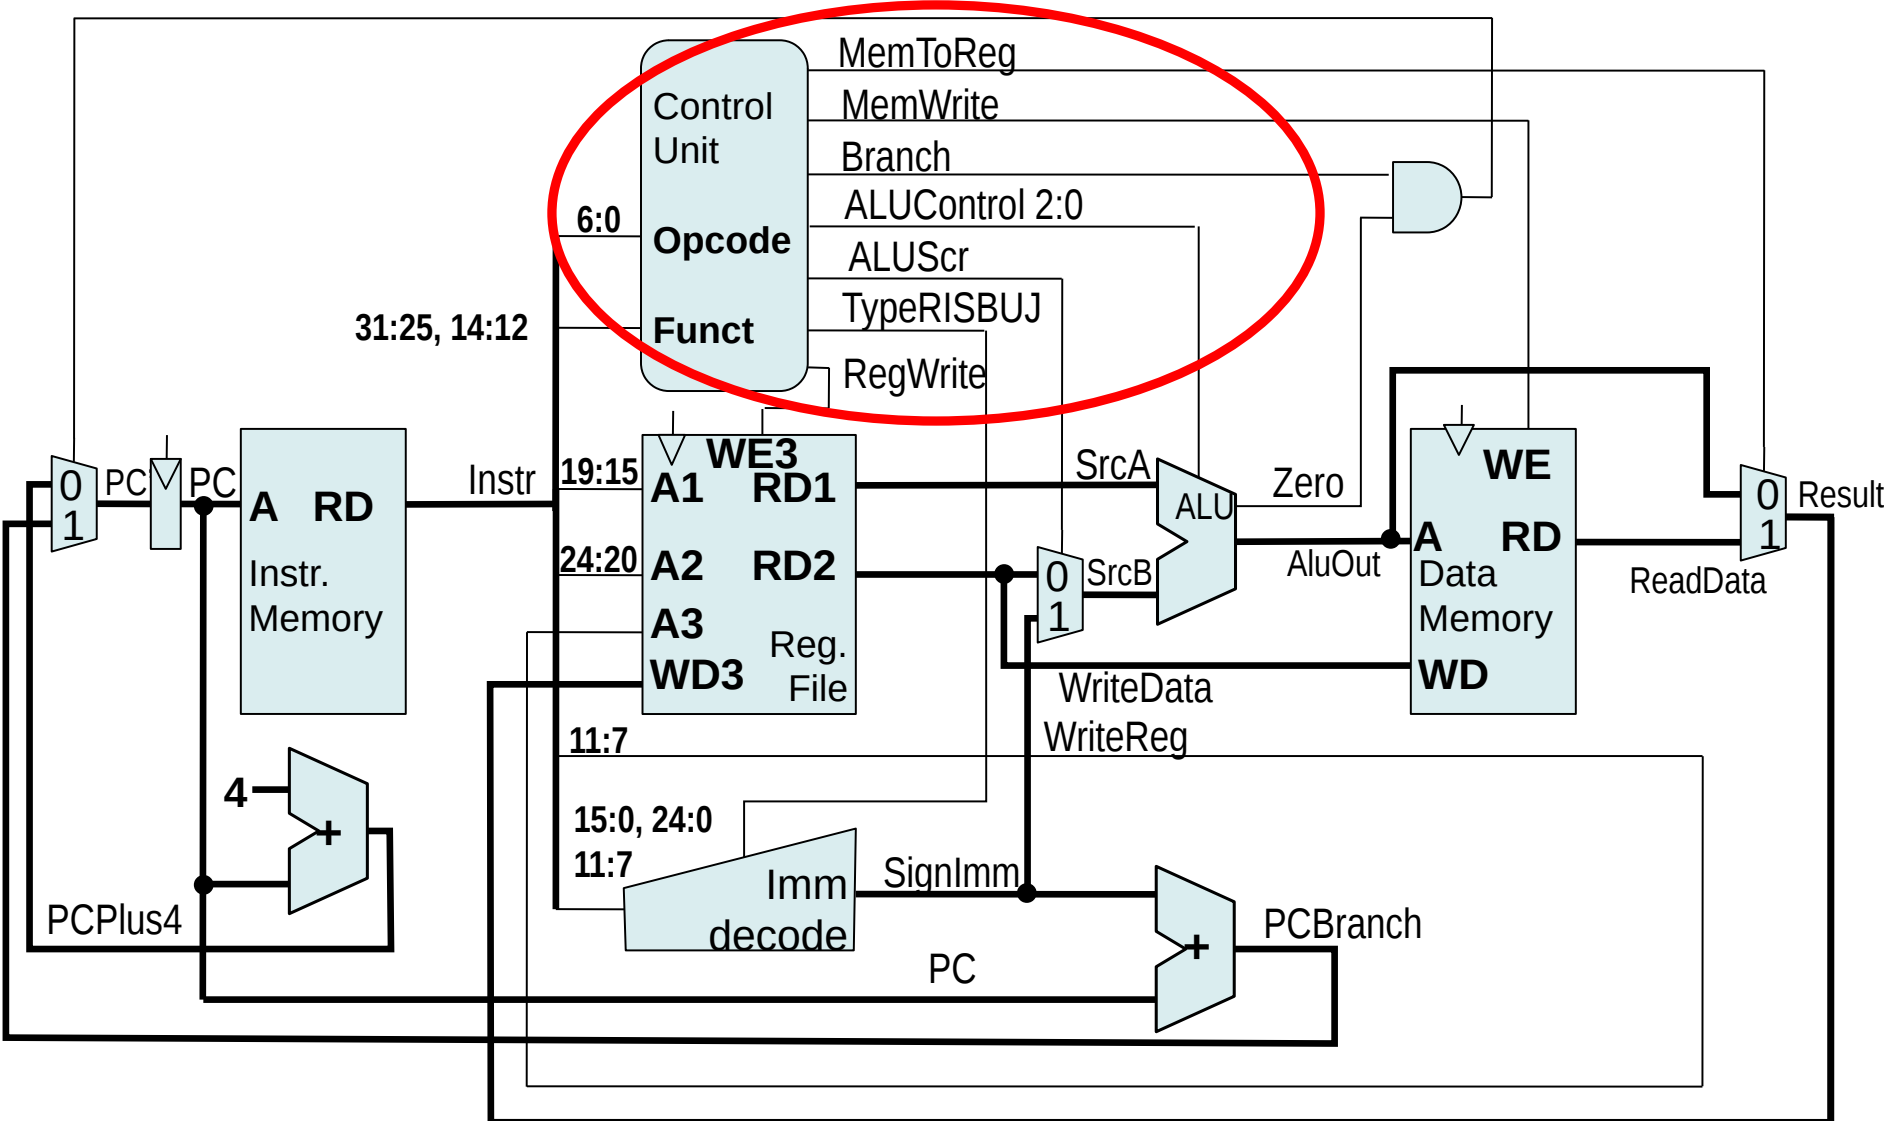 MemToReg
Control
Unit
MemWrite
Branch
ALUControl 2:0
6:0
Opcode
ALUScr
TypeRISBUJ
31:25, 14:12
Funct
RegWrite
0
1
PC'
PC
A RD
Instr.
Memory
Instr
19:15
WE3
A1 RD1
24:20
A2 RD2
A3
Reg.
File
WD3
SrcA
ALU
Zero
0
1
SrcB
AluOut
WE
A RD
Data
Memory
WD
0
1
Result
ReadData
WriteData
WriteReg
11:7
4
+
15:0, 24:0
11:7
Imm
decode
SignImm
PCPlus4
+
PCBranch
PC